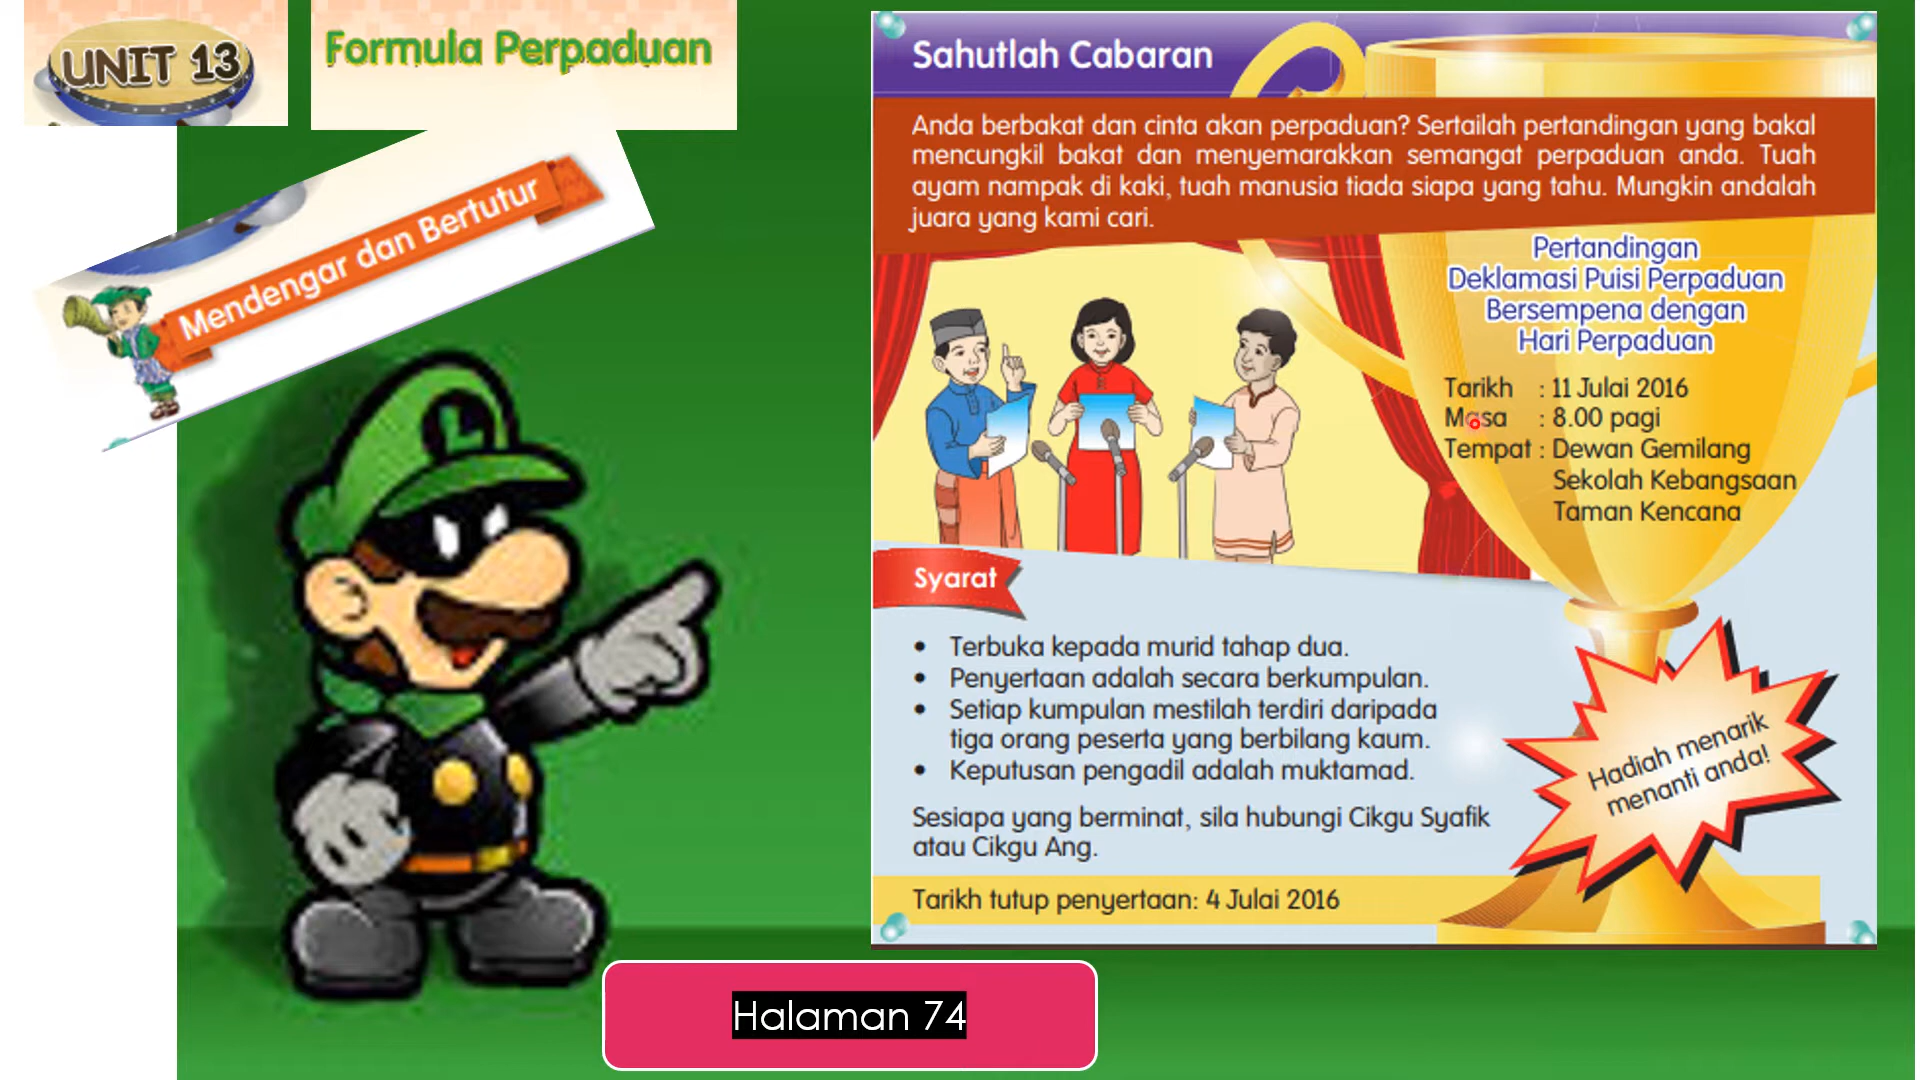 UNIT 13
Formula Perpaduan
Mendengar dan Bertutur
L
Sahutlah Cabaran
Anda berbakat dan cinta akan perpaduan? Sertailah pertandingan yang bakal
mencungkil bakat dan menyemarakkan semangat perpaduan anda. Tuah
ayam nampak di kaki, tuah manusia tiada siapa yang tahu. Mungkin andalah
juara yang kami cari.
Pertandingan
Deklamasi Puisi Perpaduan
Bersempena dengan
Hari Perpaduan
Tarikh : 11 Julai 2016
Masa : 8.00 pagi
Tempat : Dewan Gemilang
Sekolah Kebangsaan
Taman Kencana
Syarat
• Terbuka kepada murid tahap dua.
• Penyertaan adalah secara berkumpulan.
• Setiap kumpulan mestilah terdiri daripada
tiga orang peserta yang berbilang kaum.
• Keputusan pengadil adalah muktamad.
Hadiah menarik
menanti anda!
Sesiapa yang berminat, sila hubungi Cikgu Syafik
atau Cikgu Ang.
Tarikh tutup penyertaan: 4 Julai 2016
Halaman 74